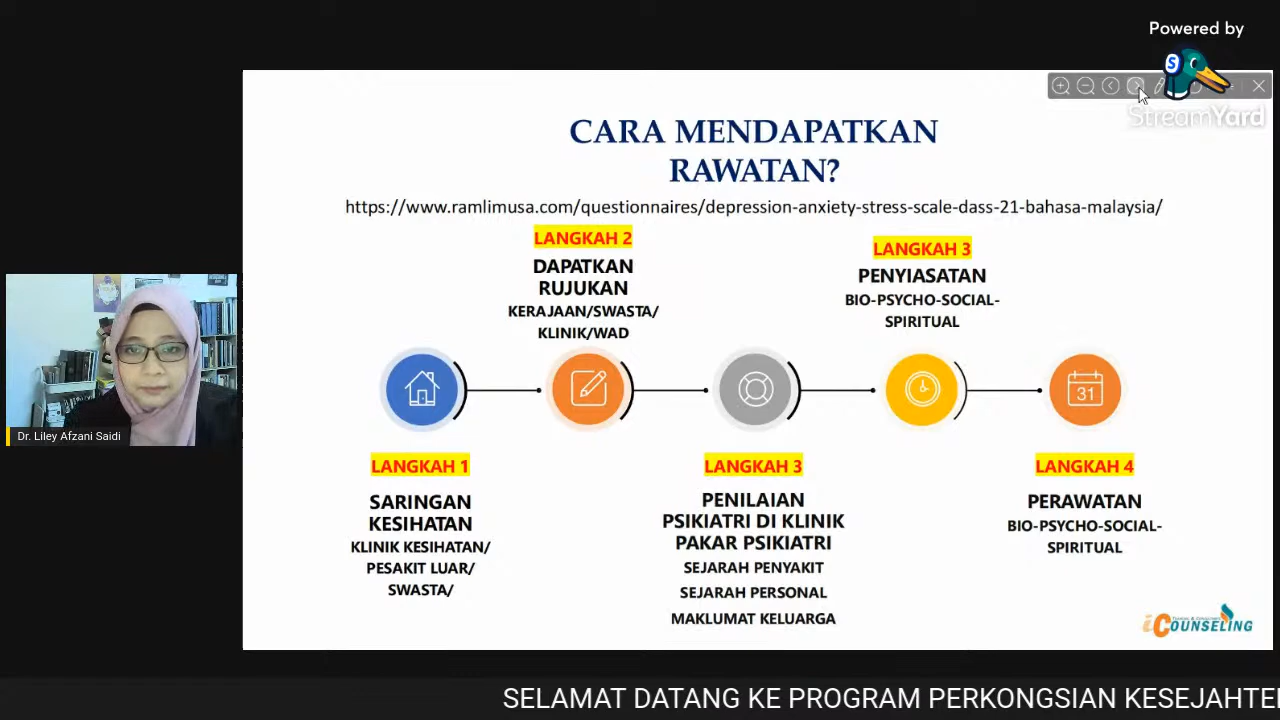 Powered by
StreamYard
CARA MENDAPATKAN
RAWATAN?
https://www.ramlimusa.com/questionnaires/depression-anxiety-stress-scale-dass-21-bahasa-malaysia/
LANGKAH 1
SARINGAN
KESIHATAN
KLINIK KESIHATAN/
PESAKIT LUAR/
SWASTA/
LANGKAH 2
DAPATKAN
RUJUKAN
KERAJAAN/SWASTA/
KLINIK/WAD
LANGKAH 3
PENILAIAN
PSIKIATRI DI KLINIK
PAKAR PSIKIATRI
SEJARAH PENYAKIT
SEJARAH PERSONAL
MAKLUMAT KELUARGA
LANGKAH 3
PENYIASATAN
BIO-PSYCHO-SOCIAL-
SPIRITUAL
31
LANGKAH 4
PERAWATAN
BIO-PSYCHO-SOCIAL-
SPIRITUAL
Dr. Liley Afzani Saidi
iCOUNSELING
SELAMAT DATANG KE PROGRAM PERKONGSIAN KESEJAHTE